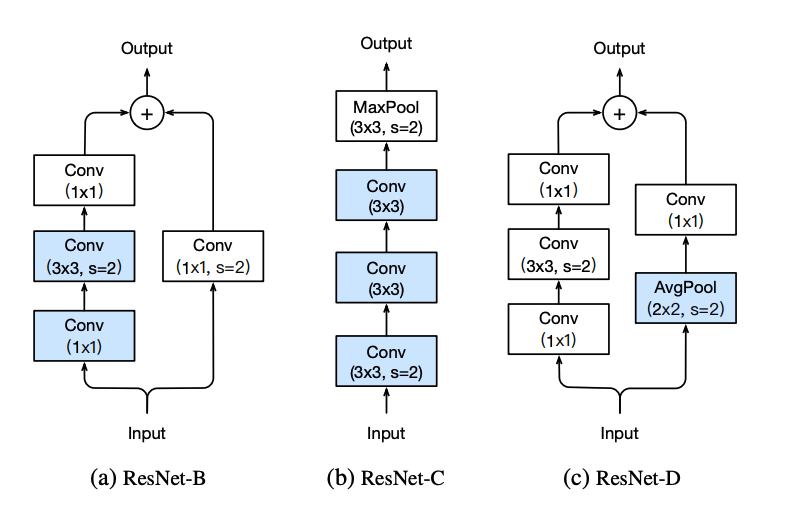 Output
+
Conv
(1x1)
Conv
(3x3, s=2)
Conv
(1x1)
Conv
(1x1, s=2)
Input
(a) ResNet-B
Output
MaxPool
(3x3, s=2)
Conv
(3x3)
Conv
(3x3)
Conv
(3x3, s=2)
Input
(b) ResNet-C
Output
+
Conv
(1x1)
Conv
(3x3, s=2)
Conv
(1x1)
Conv
(1x1)
AvgPool
(2x2, s=2)
Input
(c) ResNet-D